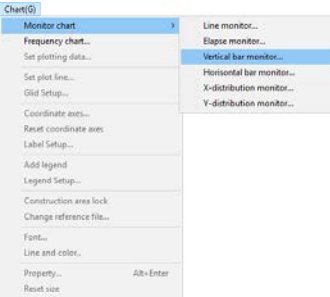 Chart(G)
Monitor chart
Frequency chart...
Set plotting data...
Set plot line...
Glid Setup...
Coordinate axes...
Reset coordinate axes
Label Setup...
Add legend
Legend Setup...
Construction area lock
Change reference file...
Font...
Line and color..
Property... Alt+Enter
Reset size
Line monitor...
Elapse monitor...
Vertical bar monitor...
Horisontal bar monitor...
X-distribution monitor...
Y-distribution monitor...